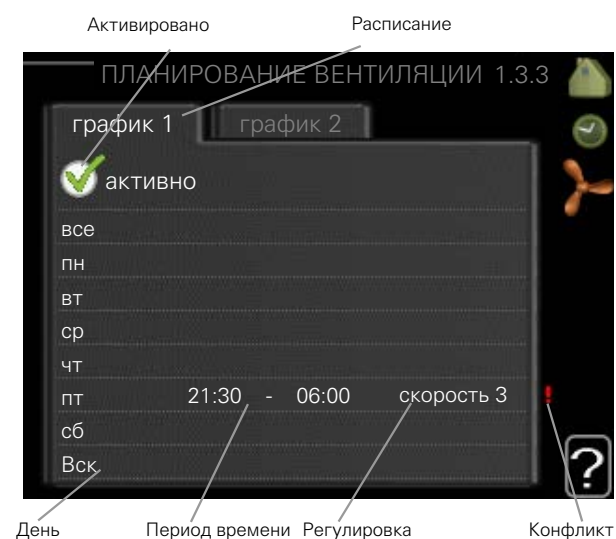 Активировано Расписание
ПЛАНИРОВАНИЕ ВЕНТИЛЯЦИИ 1.3.3
график 1 график 2
активно
все
пн
вт
ср
чт
пт 21:30 - 06:00 скорость 3 !
сб
Вск
?
День Период времени Регулировка Конфликт